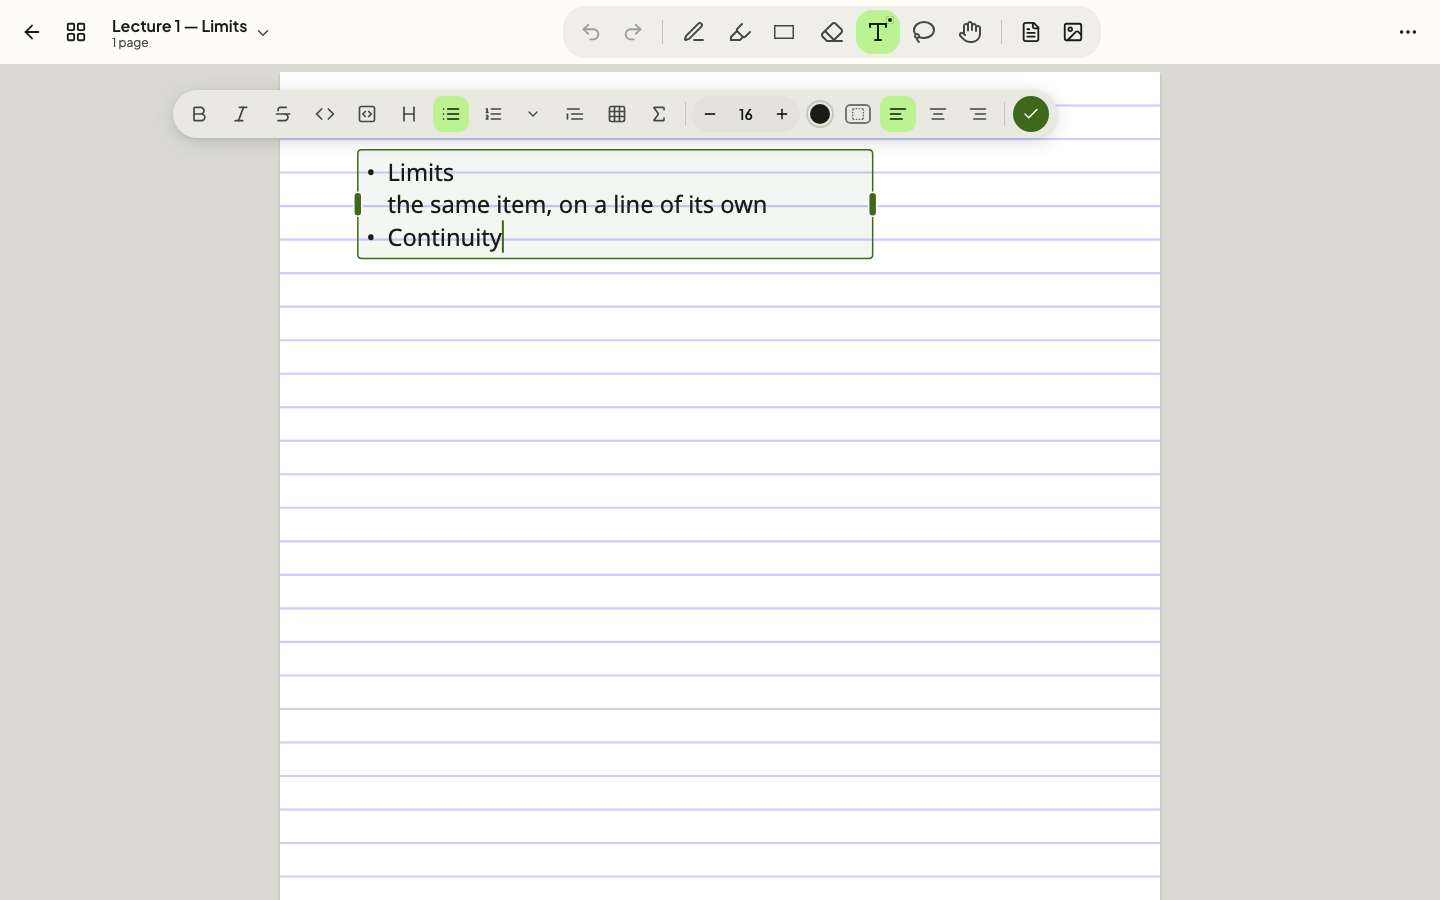 Lecture 1 — Limits
1 page
16
• Limits
the same item, on a line of its own
• Continuity